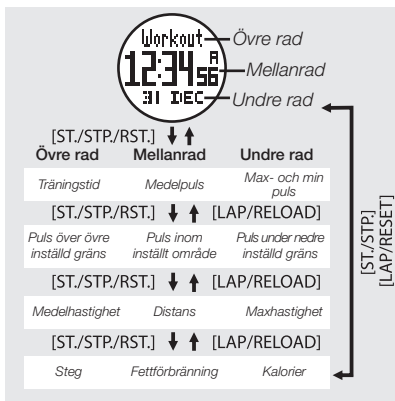 Workout
Övre rad
12:34 56 A
Mellanrad
31 DEC
Undre rad
[ST./STP./RST.]
Övre rad Mellanrad Undre rad
Träningstid Medelpuls Max- och min
puls
[ST./STP./RST.] [LAP/RELOAD]
Puls över övre Puls inom Puls under nedre
inställd gräns inställt område inställd gräns
[ST./STP./RST.] [LAP/RELOAD]
Medelhastighet Distans Maxhastighet
[ST./STP./RST.] [LAP/RELOAD]
Steg Fettförbränning Kalorier
[ST./STP.]
[LAP/RESET]